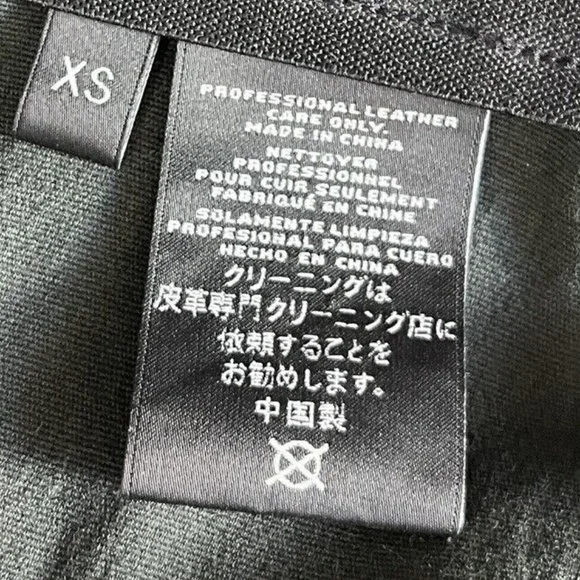 XS
PROFESSIONAL LEATHER
CARE ONLY.
MADE IN CHINA
NETTOYER
PROFESSIONNEL
POUR CUIR SEULEMENT
FABRIQUÉ EN CHINE
SOLAMENTE LIMPIEZA
PROFESIONAL PARA CUERO
HECHO EN CHINA
クリーニングは
皮革専門クリーニング店に
依頼することを
お勧めします。
中国製